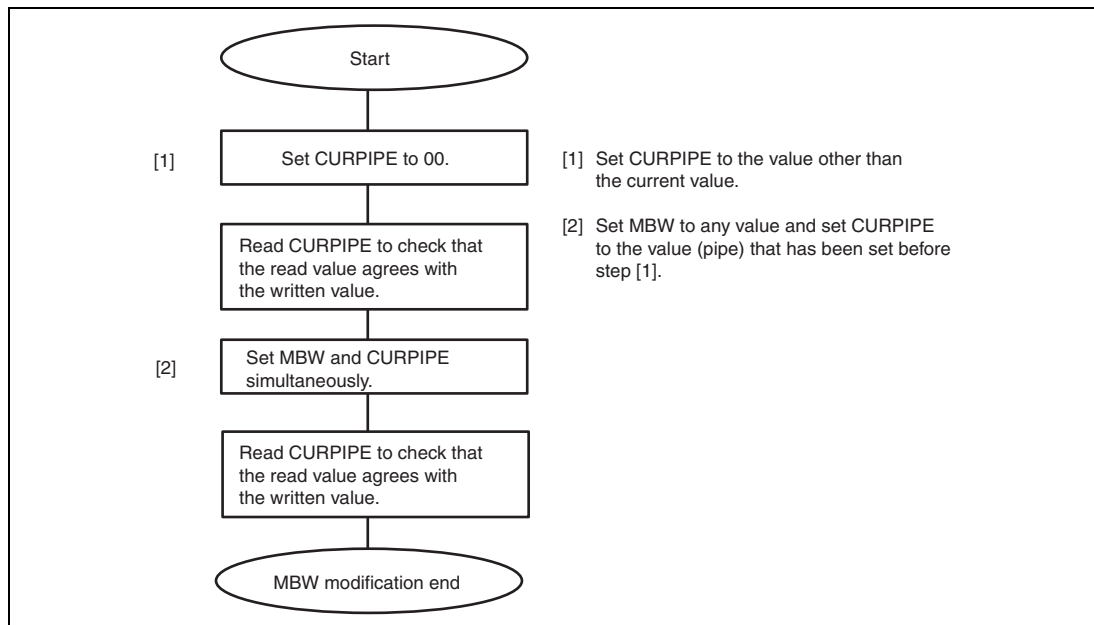 Start
[1]
Set CURPIPE to 00.
Read CURPIPE to check that
the read value agrees with
the written value.
[2]
Set MBW and CURPIPE
simultaneously.
Read CURPIPE to check that
the read value agrees with
the written value.
MBW modification end
[1] Set CURPIPE to the value other than
the current value.
[2] Set MBW to any value and set CURPIPE
to the value (pipe) that has been set before
step [1].